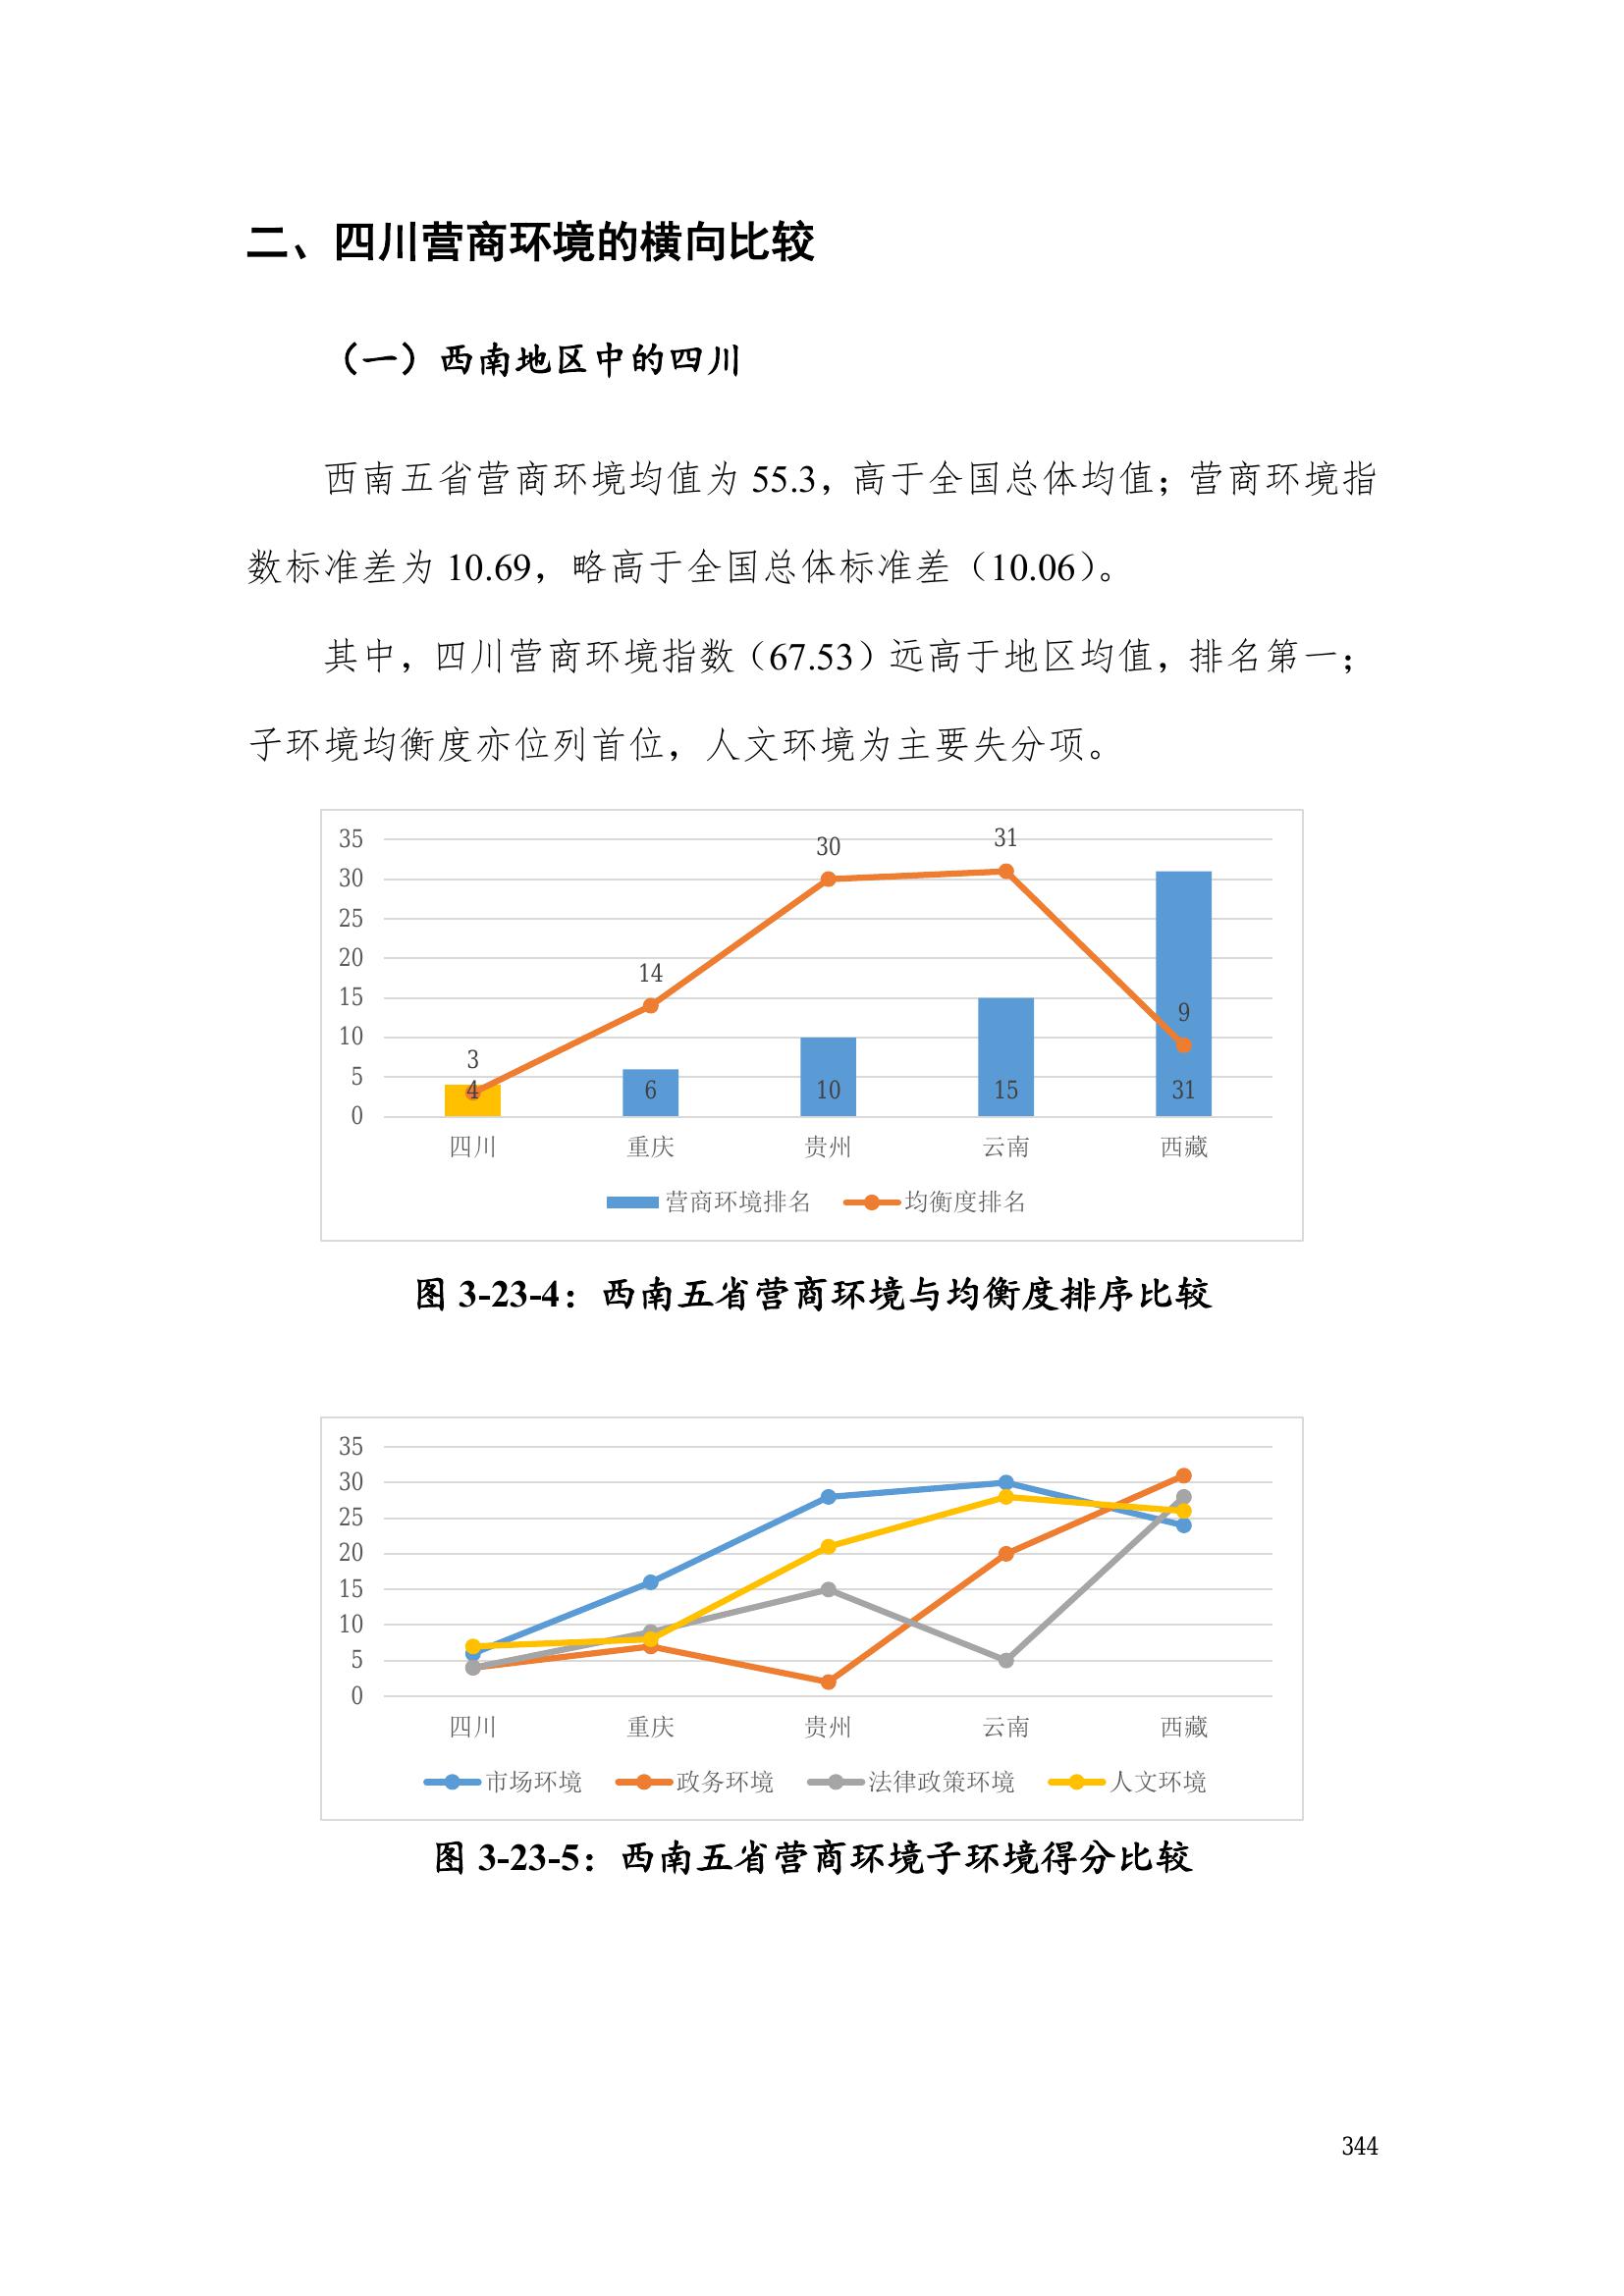 二、四川营商环境的横向比较
（一）西南地区中的四川
西南五省营商环境均值为 55.3，高于全国总体均值；营商环境指
数标准差为 10.69，略高于全国总体标准差（10.06）。
其中，四川营商环境指数（67.53）远高于地区均值，排名第一；
子环境均衡度亦位列首位，人文环境为主要失分项。
35
30
25
20
15
10
5
0
3
14
30
31
9
4
6
10
15
31
四川 重庆 贵州 云南 西藏
营商环境排名 均衡度排名
图 3-23-4：西南五省营商环境与均衡度排序比较
35
30
25
20
15
10
5
0
四川 重庆 贵州 云南 西藏
市场环境 政务环境 法律政策环境 人文环境
图 3-23-5：西南五省营商环境子环境得分比较
344